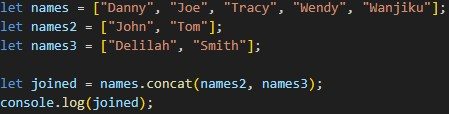 let names = ["Danny", "Joe", "Tracy", "Wendy", "Wanjiku"];
let names2 = ["John", "Tom"];
let names3 = ["Delilah", "Smith"];
let joined = names.concat(names2, names3);
console.log(joined);